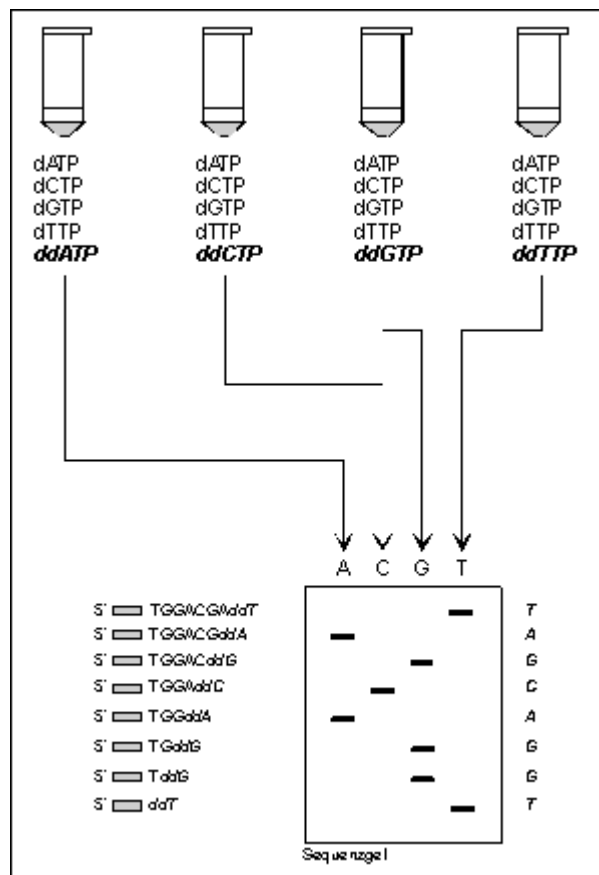 dATP dATP dATP dATP
dCTP dCTP dCTP dCTP
dGTP dGTP dGTP dGTP
dTTP dTTP dTTP dTTP
ddATP ddCTP ddGTP ddTTP
A C G T
5' TGGACGAddT T
5' TGGACGddA A
5' TGGACddG G
5' TGGAddC C
5' TGGddA A
5' TGddG G
5' TddG G
5' ddT T
Sequenzgel